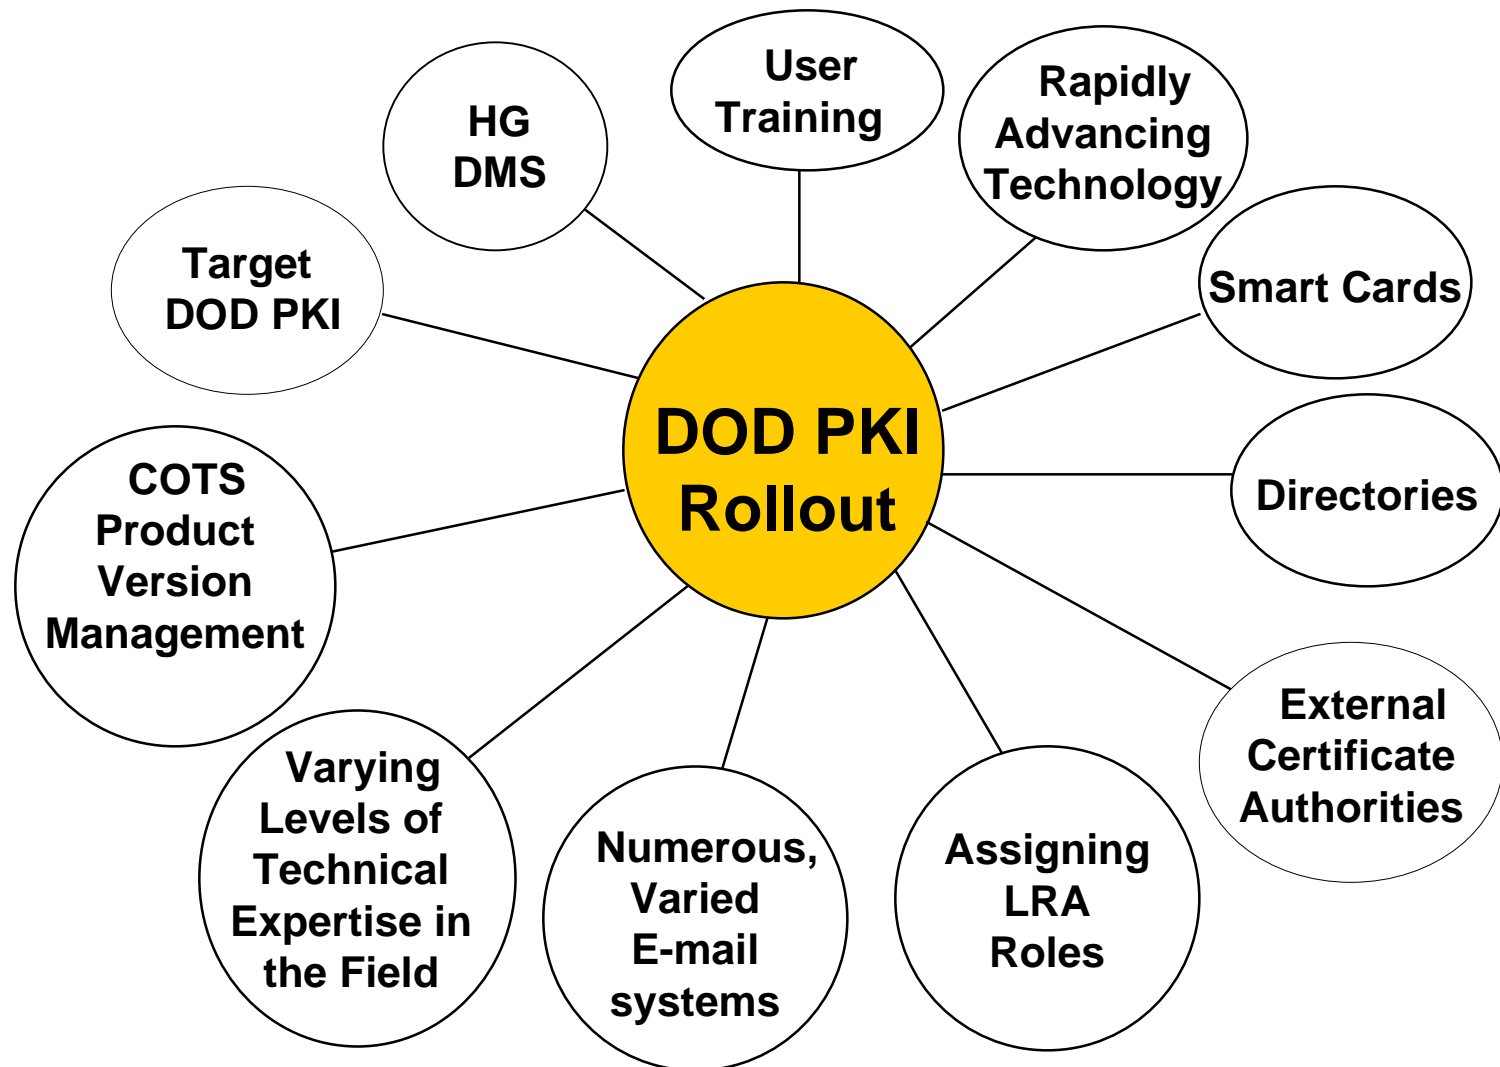 User
Training
Rapidly
Advancing
Technology
HG
DMS
Smart Cards
Target
DOD PKI
DOD PKI
Rollout
Directories
COTS
Product
Version
Management
External
Certificate
Authorities
Varying
Levels of
Technical
Expertise in
the Field
Numerous,
Varied
E-mail
systems
Assigning
LRA
Roles